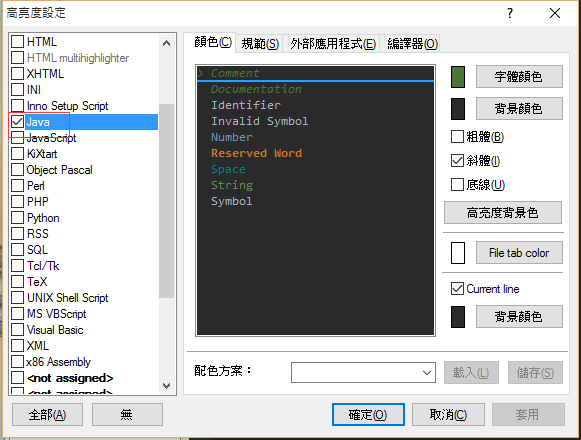 高亮度設定
HTML
HTML multihighlighter
XHTML
INI
Inno Setup Script
Java
JavaScript
KiXtart
Object Pascal
Perl
PHP
Python
RSS
SQL
Tcl/Tk
TeX
UNIX Shell Script
MS VBScript
Visual Basic
XML
x86 Assembly
<not assigned>
<not assigned>
全部(A)
無
顏色(C)
規範(S)
外部應用程式(E)
編譯器(O)
> Comment
Documentation
Identifier
Invalid Symbol
Number
Reserved Word
Space
String
Symbol
字體顏色
背景顏色
粗體(B)
斜體(I)
底線(U)
高亮度背景色
File tab color
Current line
背景顏色
配色方案：
載入(L)
儲存(S)
確定(O)
取消(C)
套用